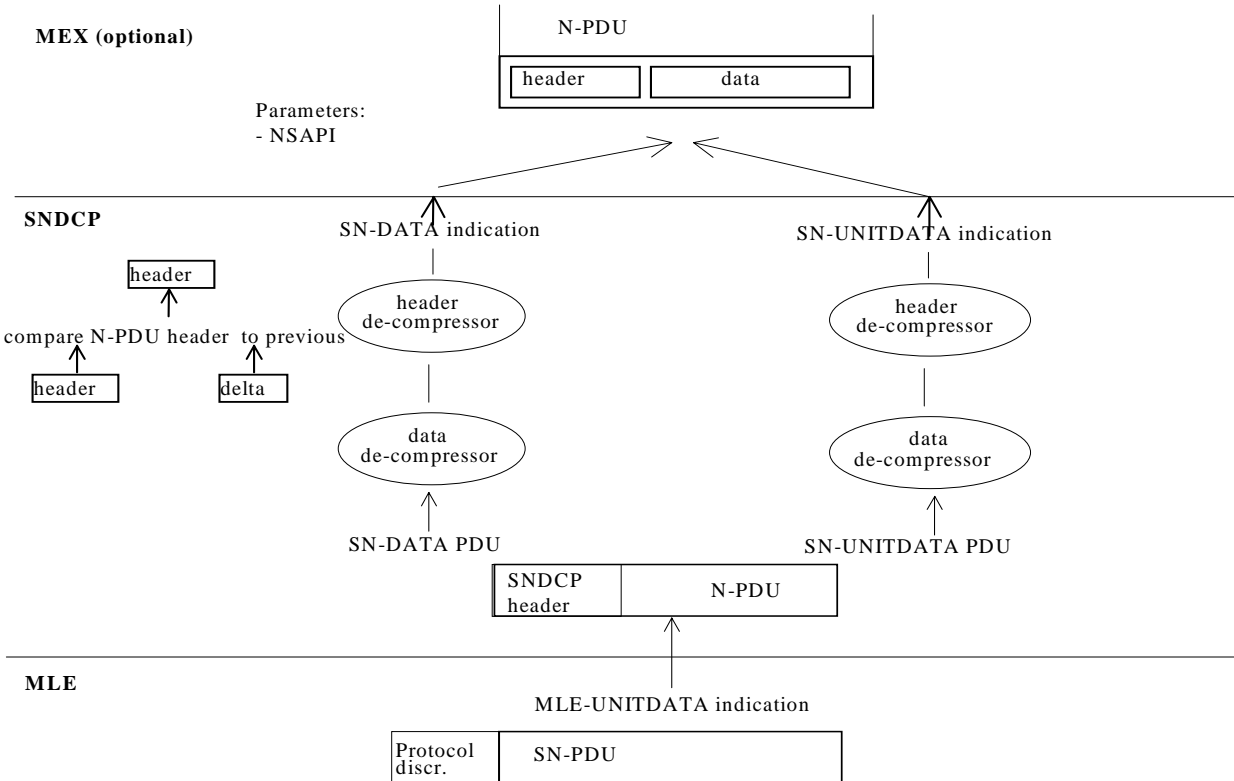 N-PDU
MEX (optional)
header data
Parameters:
- NSAPI
SNDCP
SN-DATA indication
SN-UNITDATA indication
header
header
de-compressor
header
de-compressor
compare N-PDU header to previous
header delta
data
de-compressor
data
de-compressor
SN-DATA PDU
SN-UNITDATA PDU
SNDCP
header
N-PDU
MLE
MLE-UNITDATA indication
Protocol
discr.
SN-PDU